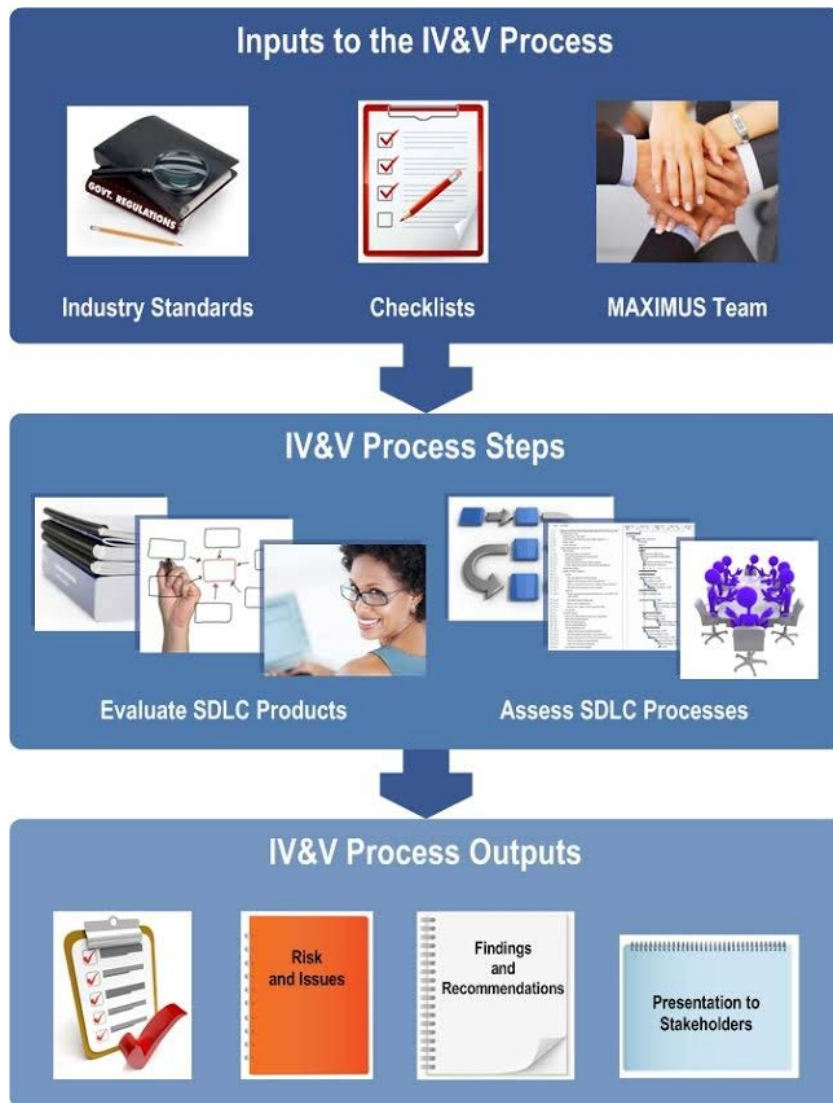 Inputs to the IV&V Process
GOVT. REGULATIONS
Industry Standards
Checklists
MAXIMUS Team
IV&V Process Steps
Evaluate SDLC Products
Assess SDLC Processes
IV&V Process Outputs
Risk
and Issues
Findings
and
Recommendations
Presentation to
Stakeholders